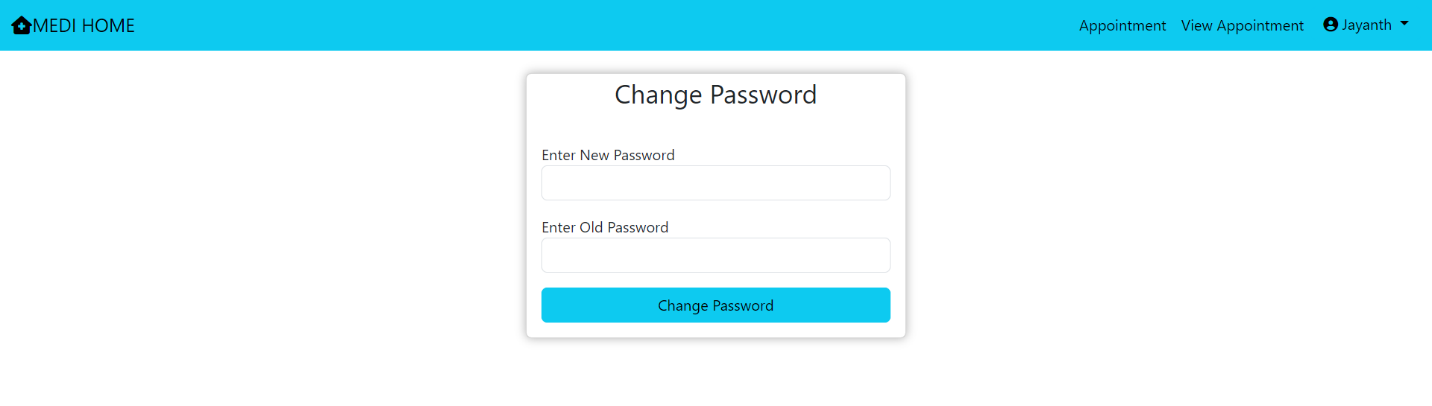 MEDI HOME
Appointment View Appointment Jayanth
Change Password
Enter New Password
Enter Old Password
Change Password